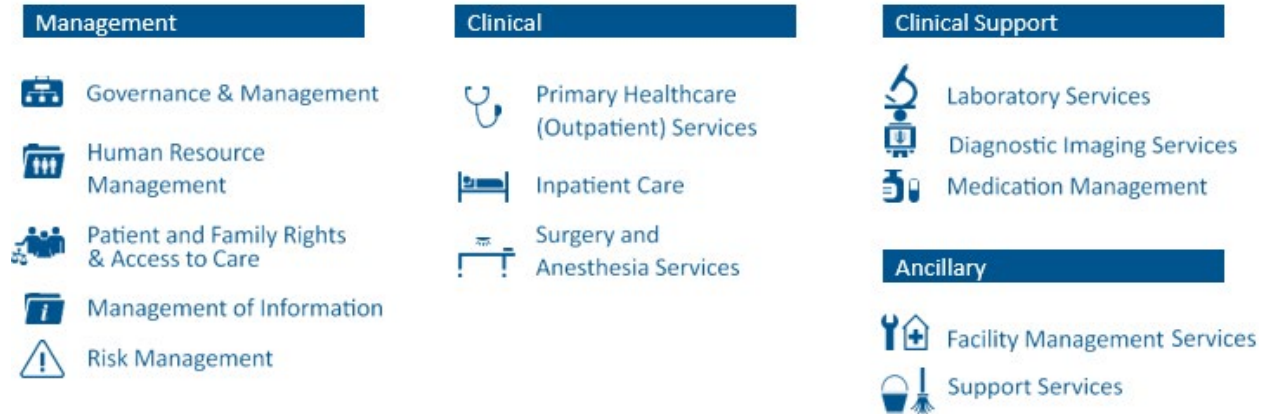 Management
Governance & Management
Human Resource
Management
Patient and Family Rights
& Access to Care
Management of Information
Risk Management
Clinical
Primary Healthcare
(Outpatient) Services
Inpatient Care
Surgery and
Anesthesia Services
Clinical Support
Laboratory Services
Diagnostic Imaging Services
Medication Management
Ancillary
Facility Management Services
Support Services